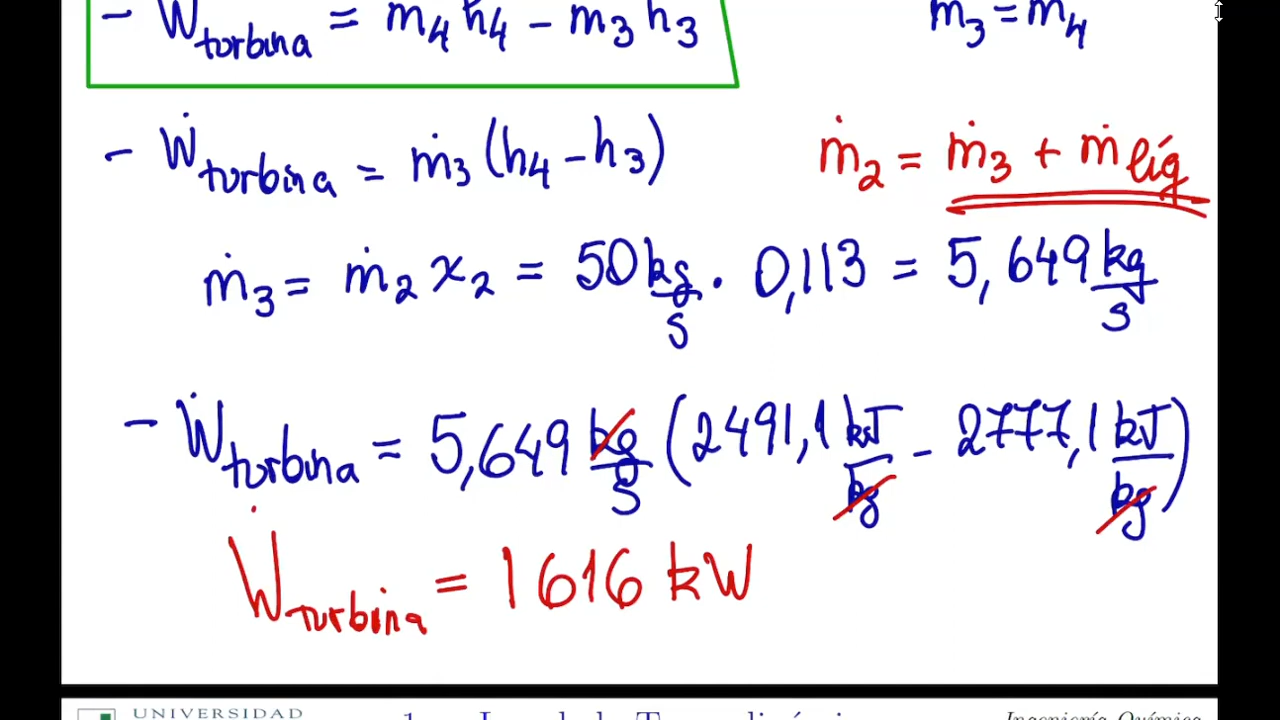 - Ẇturbina = ṁ4 h4 - ṁ3 h3 ṁ3 = ṁ4
- Ẇturbina = ṁ3 (h4 - h3) ṁ2 = ṁ3 + ṁ líq
ṁ3 = ṁ2 x2 = 50 kg/s · 0,113 = 5,649 kg/s
- Ẇturbina = 5,649 kg/s (2491,1 kJ/kg - 2777,1 kJ/kg)
Ẇturbina = 1616 kW
UNIVERSIDAD